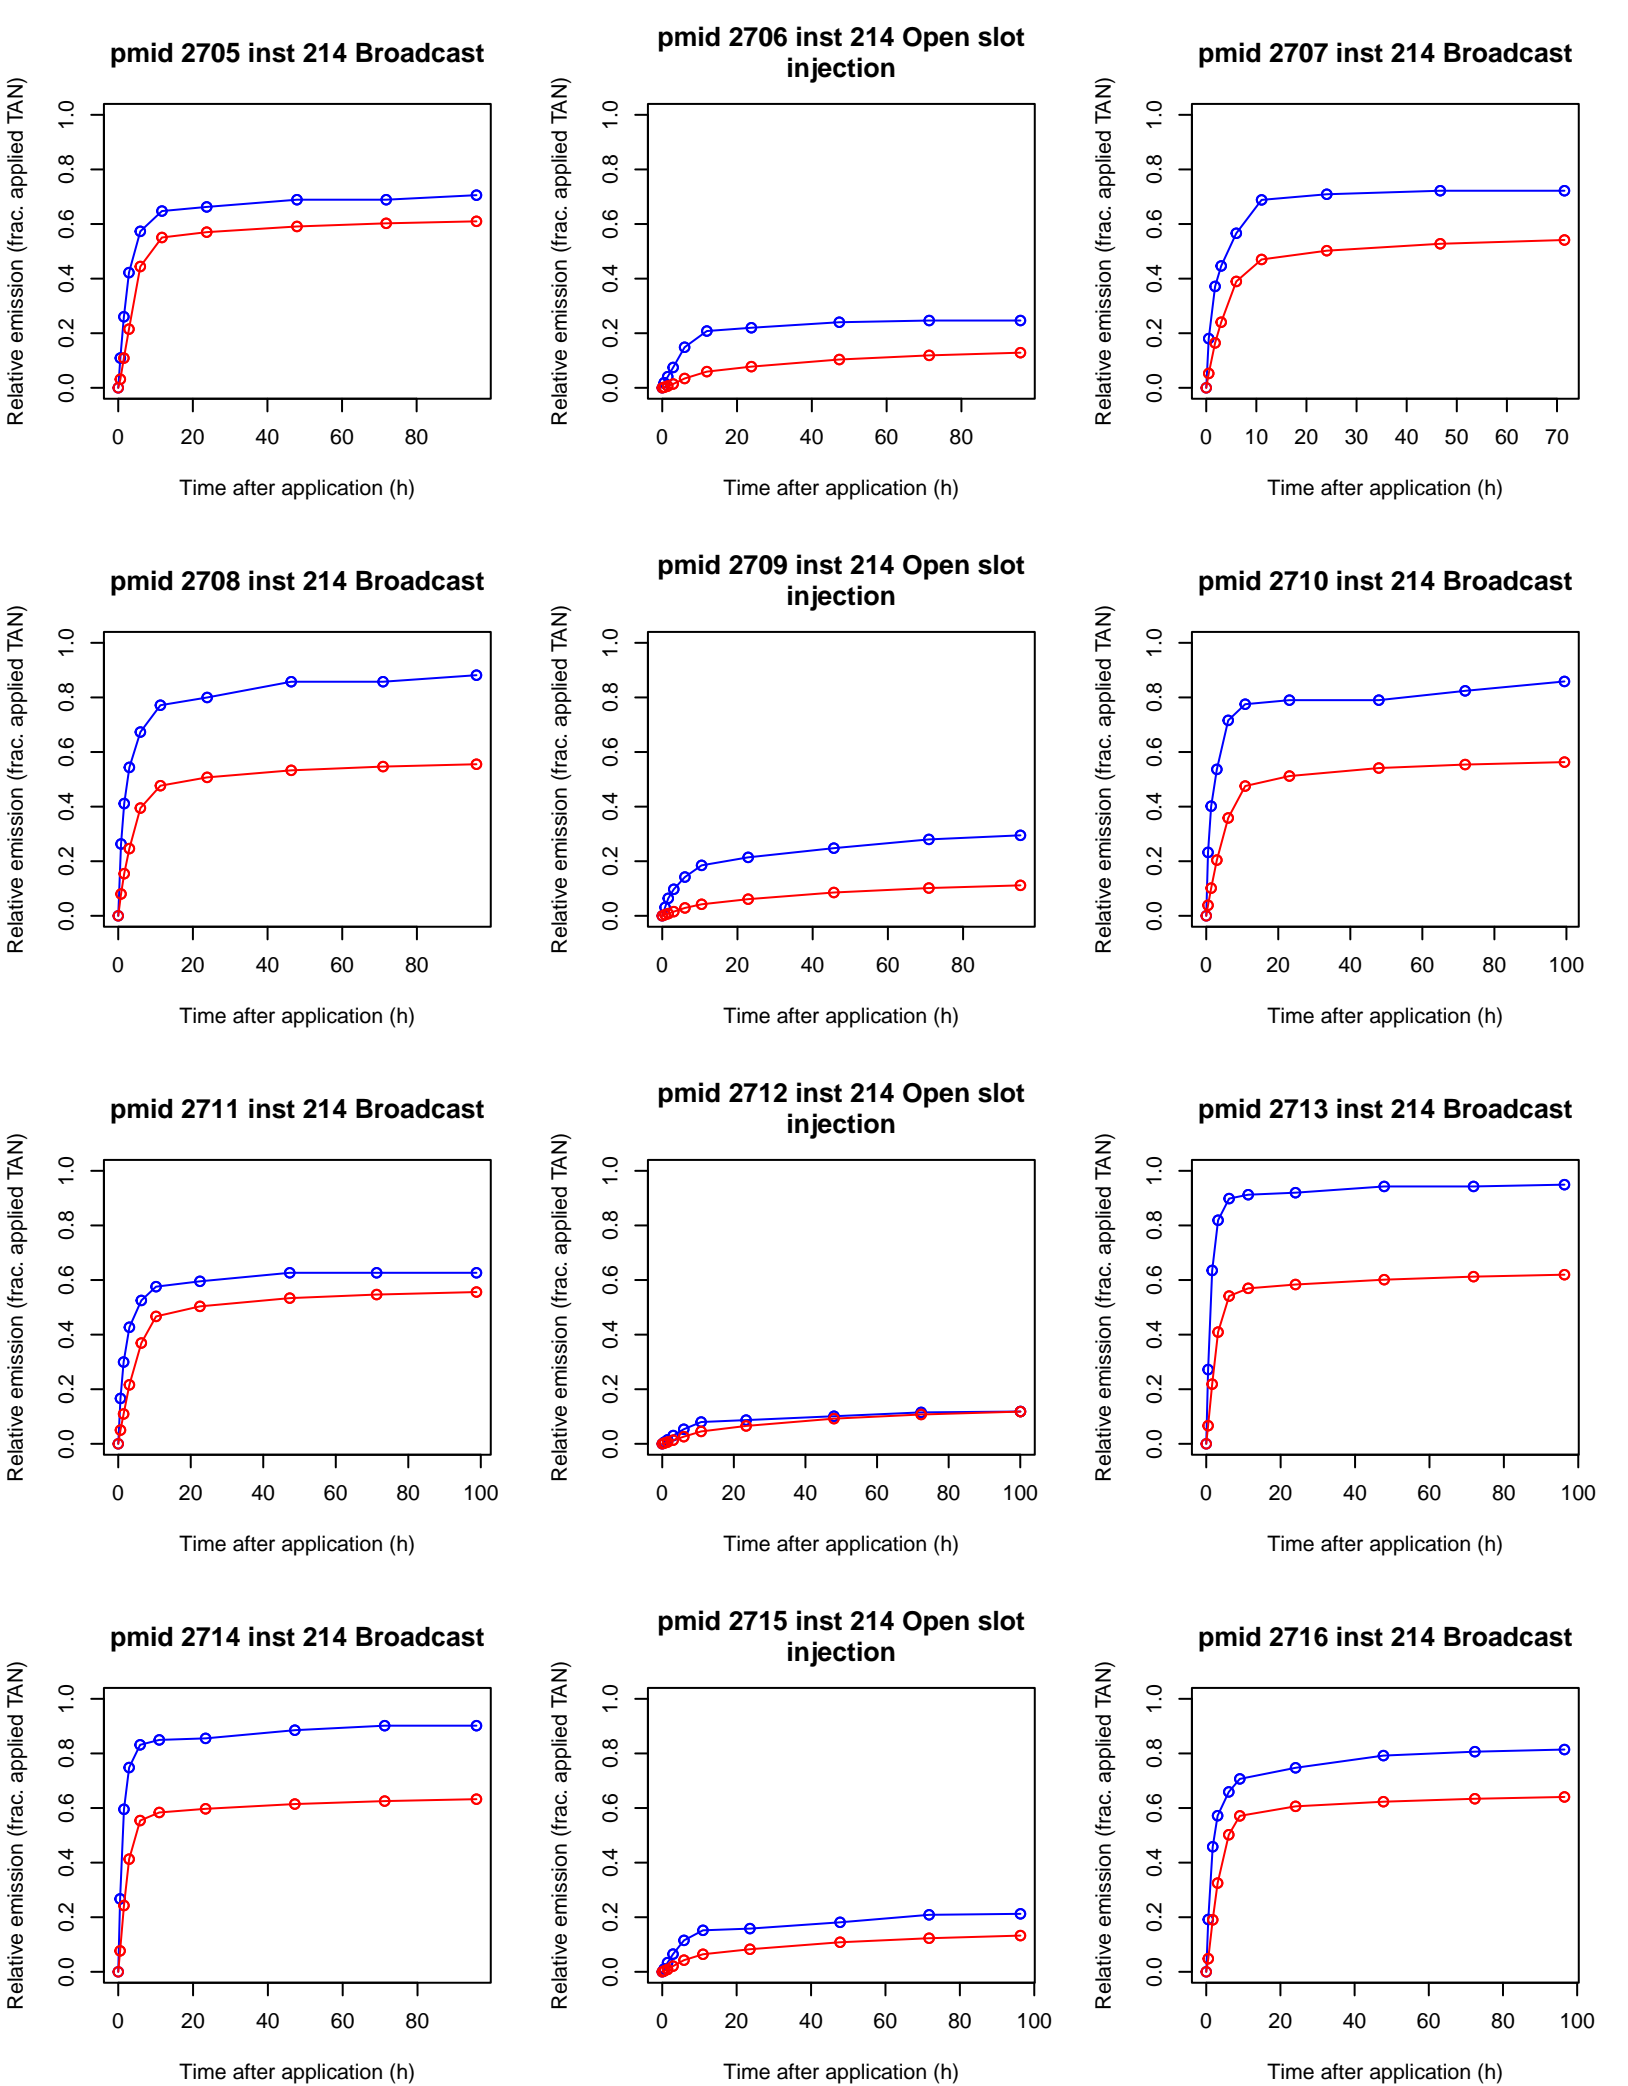 pmid 2705 inst 214 Broadcast
Relative emission (frac. applied TAN)
0.0 0.2 0.4 0.6 0.8 1.0
0 20 40 60 80
Time after application (h)
pmid 2706 inst 214 Open slot
injection
Relative emission (frac. applied TAN)
0.0 0.2 0.4 0.6 0.8 1.0
0 20 40 60 80
Time after application (h)
pmid 2707 inst 214 Broadcast
Relative emission (frac. applied TAN)
0.0 0.2 0.4 0.6 0.8 1.0
0 10 20 30 40 50 60 70
Time after application (h)
pmid 2708 inst 214 Broadcast
Relative emission (frac. applied TAN)
0.0 0.2 0.4 0.6 0.8 1.0
0 20 40 60 80
Time after application (h)
pmid 2709 inst 214 Open slot
injection
Relative emission (frac. applied TAN)
0.0 0.2 0.4 0.6 0.8 1.0
0 20 40 60 80
Time after application (h)
pmid 2710 inst 214 Broadcast
Relative emission (frac. applied TAN)
0.0 0.2 0.4 0.6 0.8 1.0
0 20 40 60 80 100
Time after application (h)
pmid 2711 inst 214 Broadcast
Relative emission (frac. applied TAN)
0.0 0.2 0.4 0.6 0.8 1.0
0 20 40 60 80 100
Time after application (h)
pmid 2712 inst 214 Open slot
injection
Relative emission (frac. applied TAN)
0.0 0.2 0.4 0.6 0.8 1.0
0 20 40 60 80 100
Time after application (h)
pmid 2713 inst 214 Broadcast
Relative emission (frac. applied TAN)
0.0 0.2 0.4 0.6 0.8 1.0
0 20 40 60 80 100
Time after application (h)
pmid 2714 inst 214 Broadcast
Relative emission (frac. applied TAN)
0.0 0.2 0.4 0.6 0.8 1.0
0 20 40 60 80
Time after application (h)
pmid 2715 inst 214 Open slot
injection
Relative emission (frac. applied TAN)
0.0 0.2 0.4 0.6 0.8 1.0
0 20 40 60 80 100
Time after application (h)
pmid 2716 inst 214 Broadcast
Relative emission (frac. applied TAN)
0.0 0.2 0.4 0.6 0.8 1.0
0 20 40 60 80 100
Time after application (h)